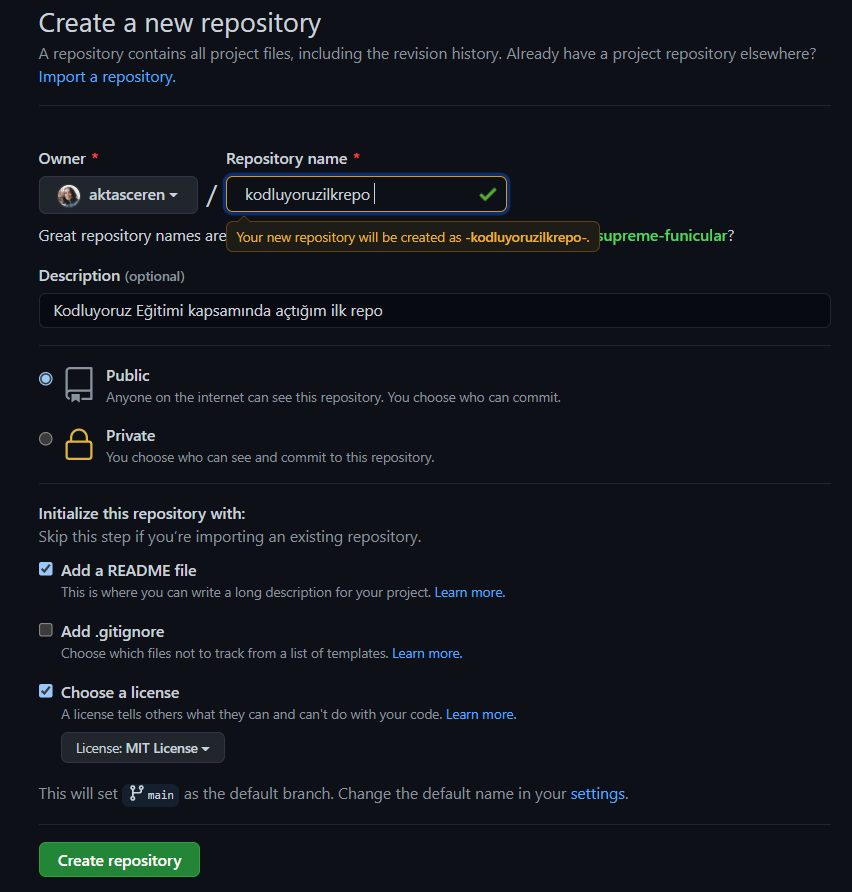 Create a new repository
A repository contains all project files, including the revision history. Already have a project repository elsewhere?
Import a repository.
Owner *
Repository name *
aktasceren
/
kodluyoruzilkrepo
Great repository names are
Your new repository will be created as -kodluyoruzilkrepo-.
supreme-funicular?
Description (optional)
Kodluyoruz Eğitimi kapsamında açtığım ilk repo
Public
Anyone on the internet can see this repository. You choose who can commit.
Private
You choose who can see and commit to this repository.
Initialize this repository with:
Skip this step if you’re importing an existing repository.
Add a README file
This is where you can write a long description for your project. Learn more.
Add .gitignore
Choose which files not to track from a list of templates. Learn more.
Choose a license
A license tells others what they can and can't do with your code. Learn more.
License: MIT License
This will set main as the default branch. Change the default name in your settings.
Create repository